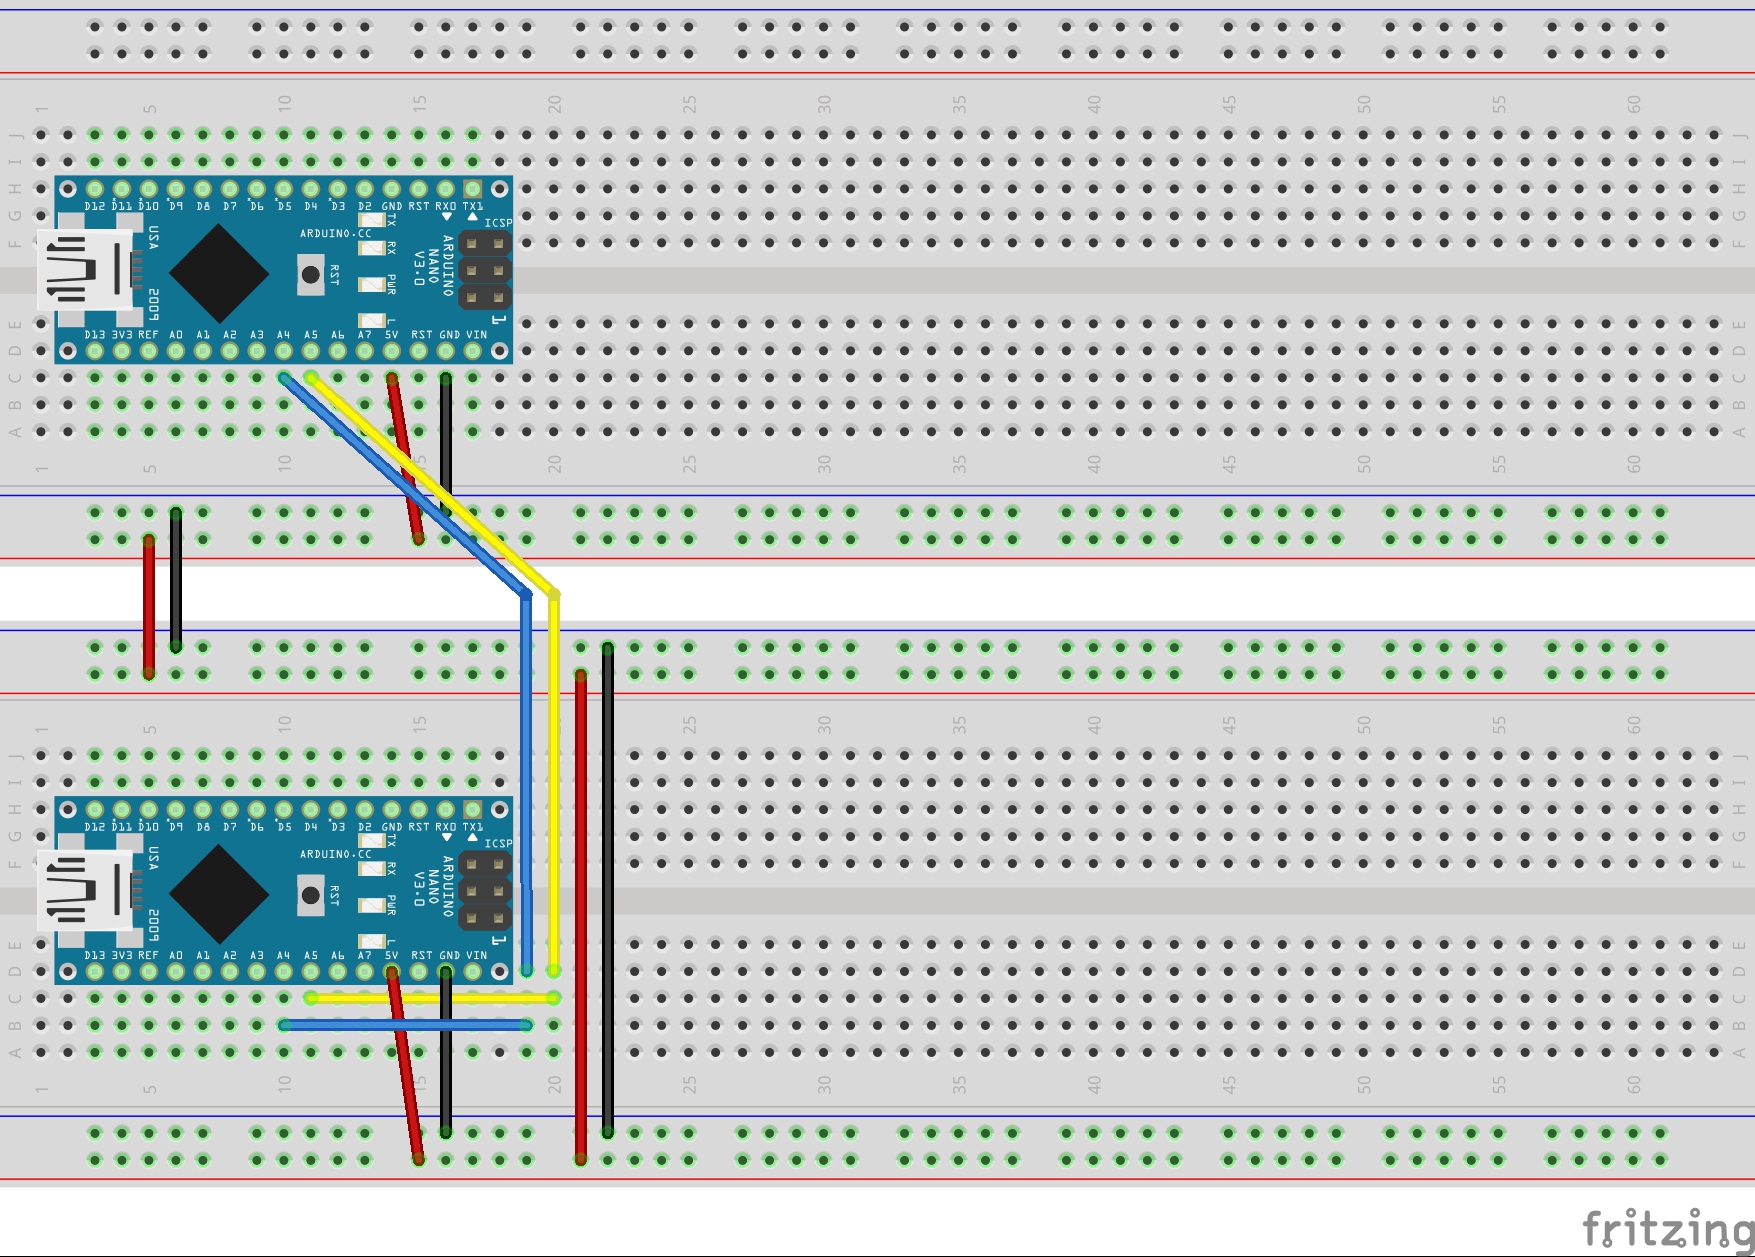 1 5 10 15 20 25 30 35 40 45 50 55 60
J J
I I
H H
G G
F F
D12 D11 D10 D9 D8 D7 D6 D5 D4 D3 D2 GND RST RX0 TX1
ICSP
TX
RX
PWR
L
ARDUINO.CC
USA
2009
RST
ARDUINO
NANO
V3.0
1
D13 3V3 REF A0 A1 A2 A3 A4 A5 A6 A7 5V RST GND VIN
E E
D D
C C
B B
A A
1 5 10 15 20 25 30 35 40 45 50 55 60
1 5 10 15 20 25 30 35 40 45 50 55 60
J J
I I
H H
G G
F F
D12 D11 D10 D9 D8 D7 D6 D5 D4 D3 D2 GND RST RX0 TX1
ICSP
TX
RX
PWR
L
ARDUINO.CC
USA
2009
RST
ARDUINO
NANO
V3.0
1
D13 3V3 REF A0 A1 A2 A3 A4 A5 A6 A7 5V RST GND VIN
E E
D D
C C
B B
A A
1 5 10 15 20 25 30 35 40 45 50 55 60
fritzing